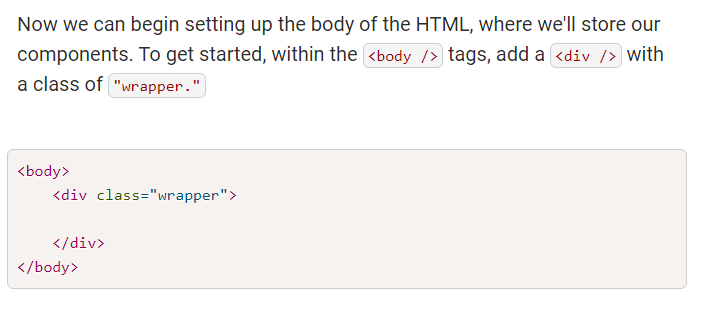 Now we can begin setting up the body of the HTML, where we'll store our
components. To get started, within the <body /> tags, add a <div /> with
a class of "wrapper."
<body>
    <div class="wrapper">
    </div>
</body>